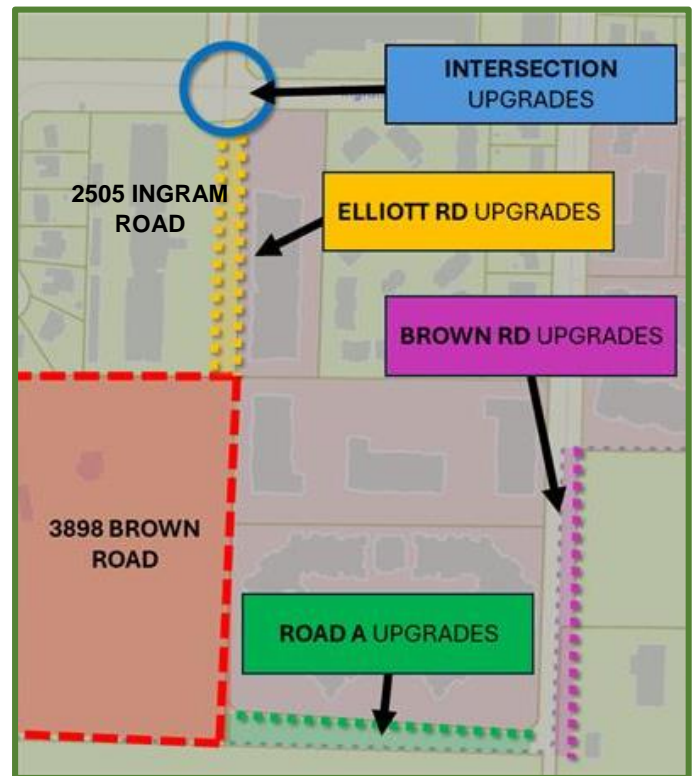 INTERSECTION
UPGRADES
2505 INGRAM
ROAD
ELLIOTT RD UPGRADES
BROWN RD UPGRADES
3898 BROWN
ROAD
ROAD A UPGRADES